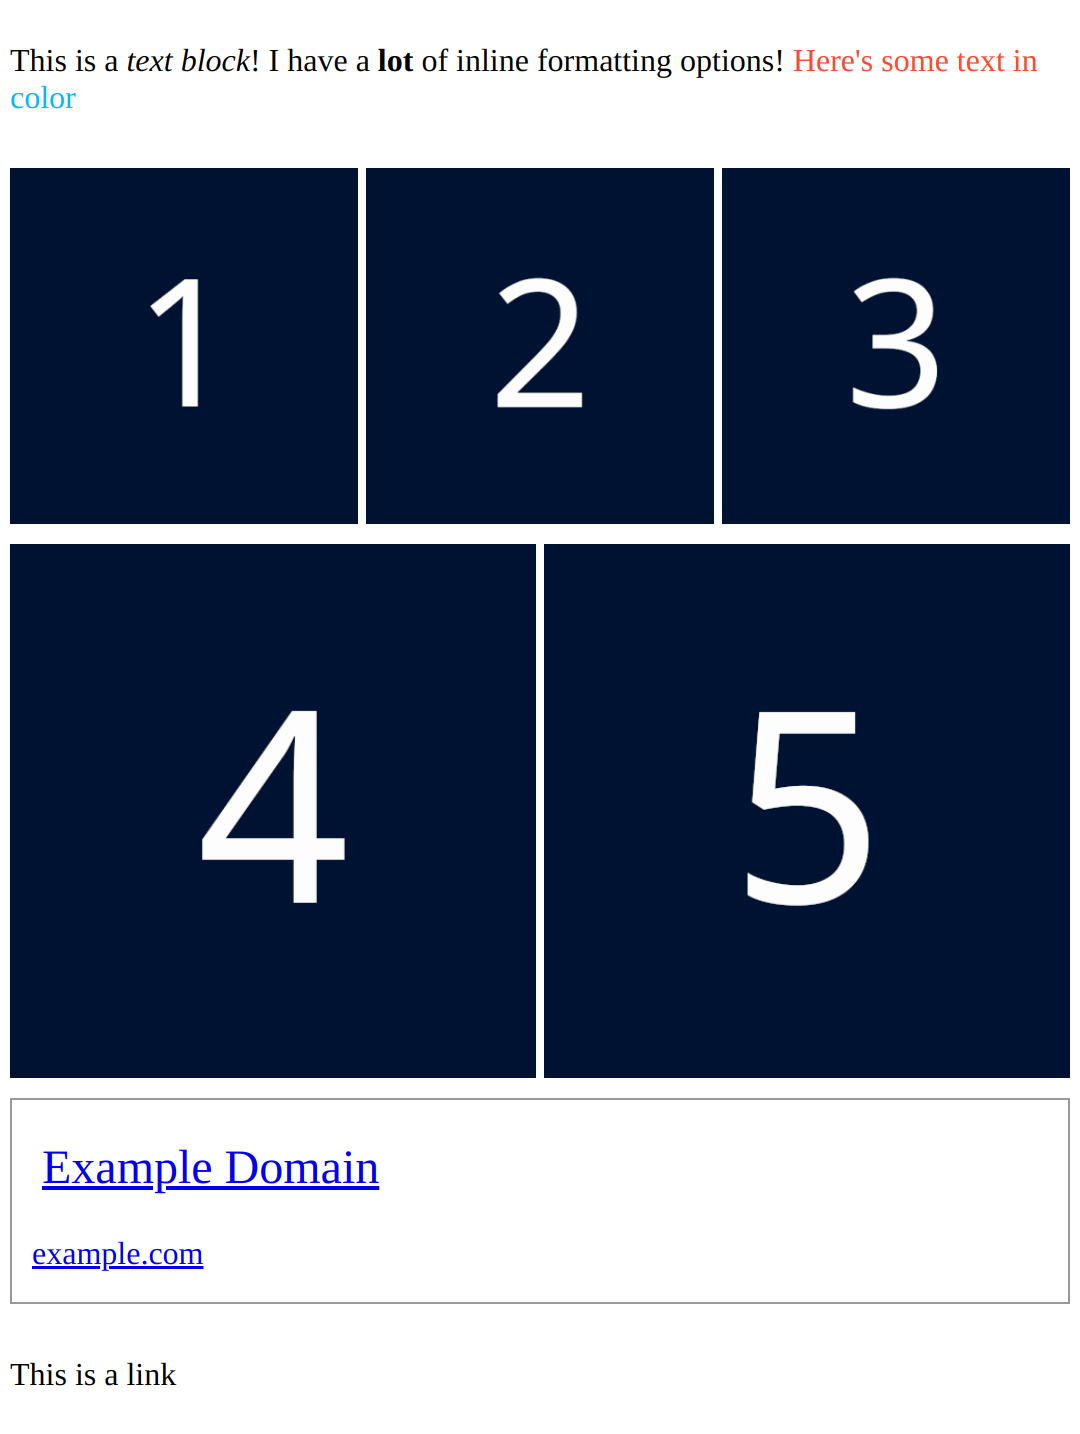 This is a text block! I have a lot of inline formatting options! Here's some text in
color
1 2 3
4 5
Example Domain
example.com
This is a link